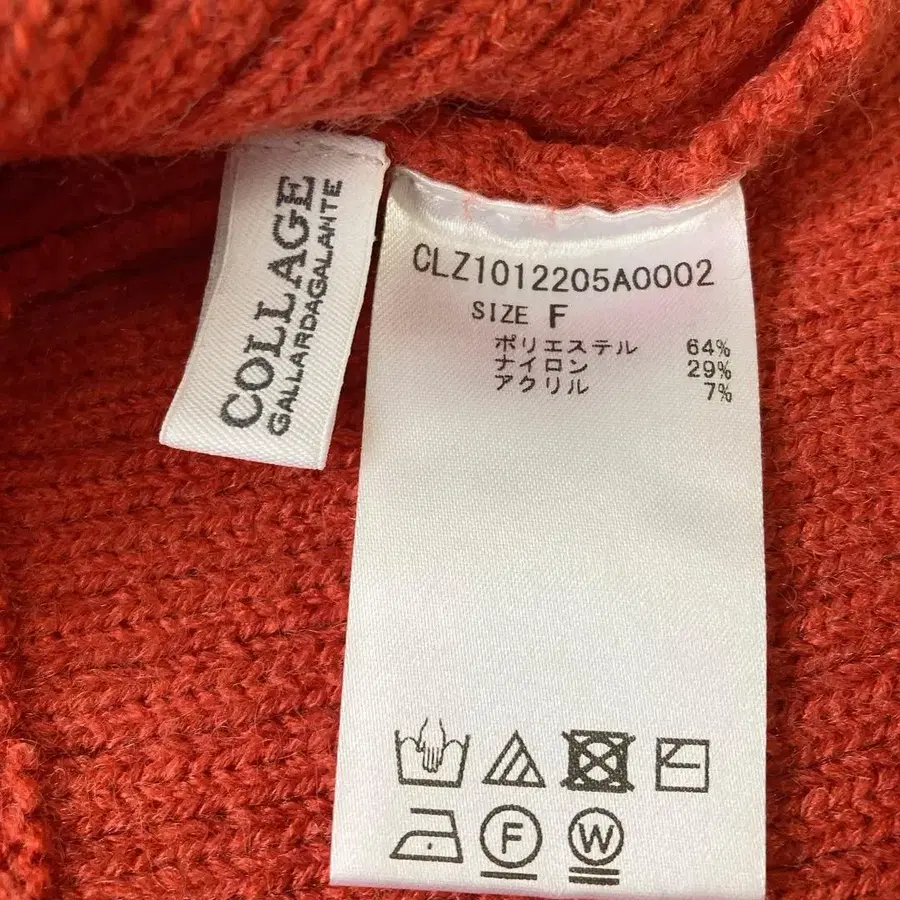 COLLAGE
GALLARDAGALANTE
CLZ1012205A0002
SIZE F
ポリエステル 64%
ナイロン 29%
アクリル 7%
F W